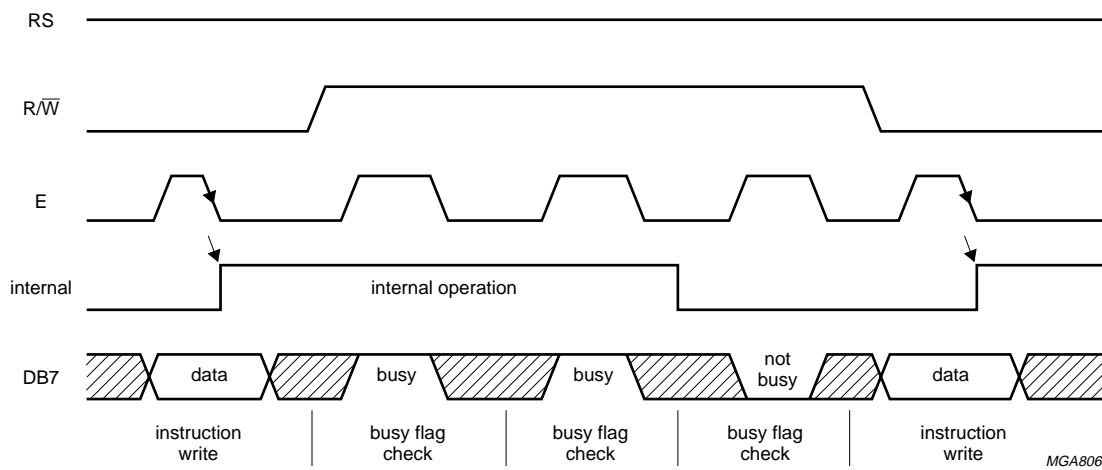 RS
R/W̅
E
internal
internal operation
DB7
data
busy
busy
not
busy
data
instruction
write
busy flag
check
busy flag
check
busy flag
check
instruction
write
MGA806